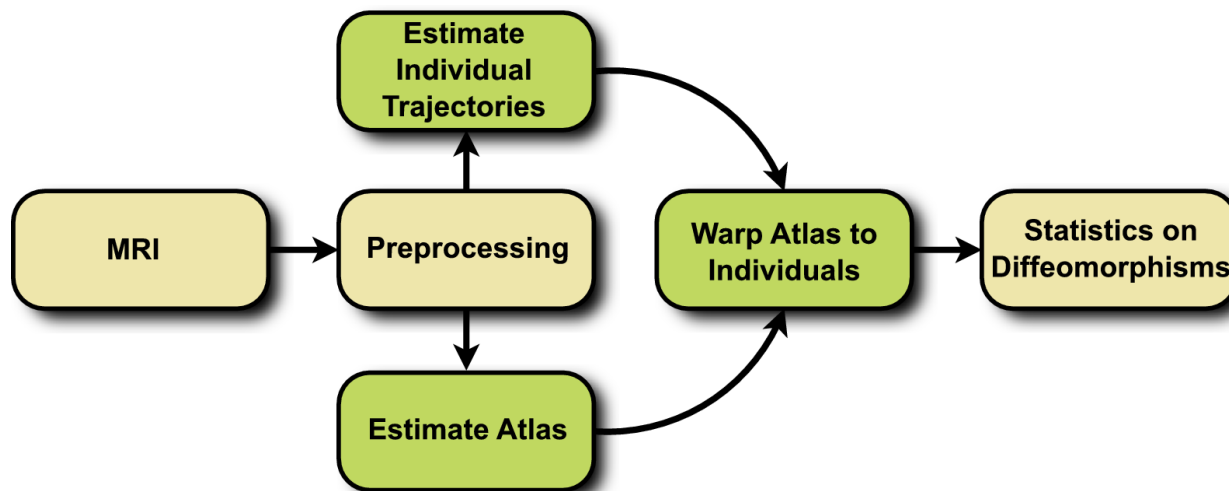 Estimate
Individual
Trajectories
MRI
Preprocessing
Warp Atlas to
Individuals
Statistics on
Diffeomorphisms
Estimate Atlas